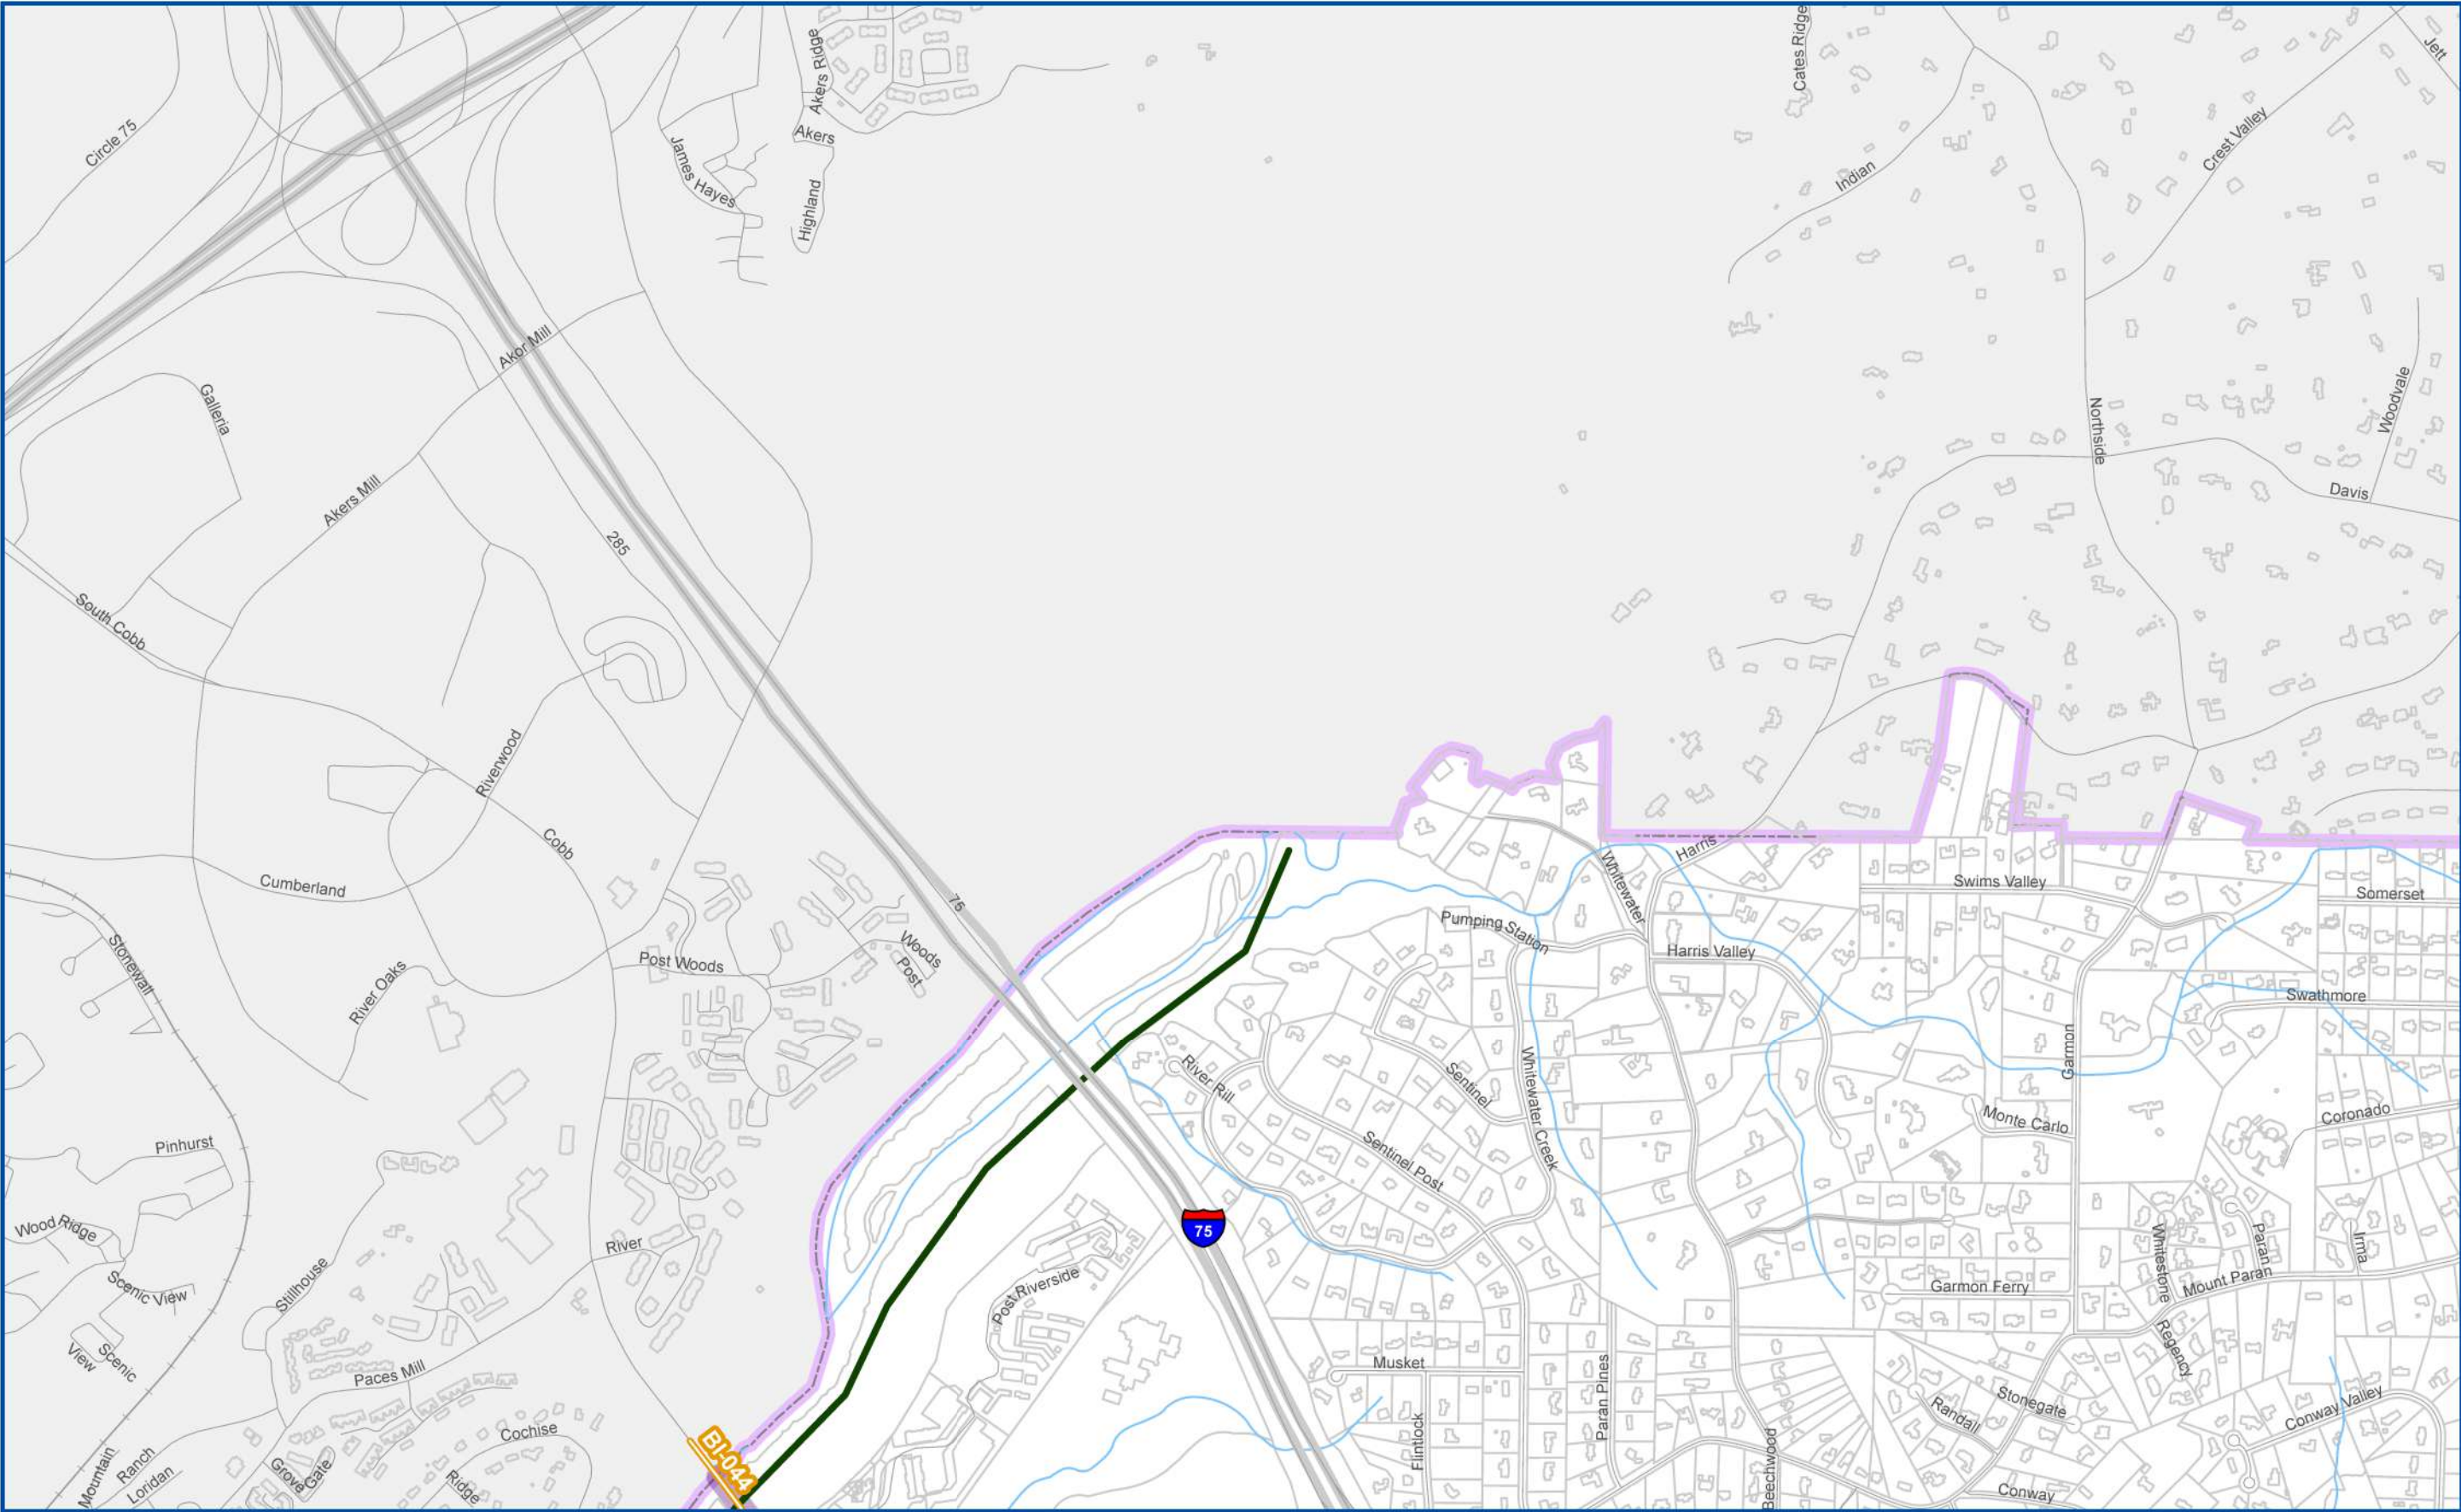 Circle 75
Akers Ridge
Akers
James Hayes
Highland
Cates Ridge
Jett
Crest Valley
Indian
Akor Mill
Galleria
Akers Mill
285
Northside
Woodvale
Davis
South Cobb
Riverwood
Cobb
Cumberland
75
Harris
Whitewater
Swims Valley
Somerset
Pumping Station
Harris Valley
Stonewall
River Oaks
Post Woods
Woods
Post
Swathmore
Garmon
River Rill
Sentinel
Whitewater Creek
Monte Carlo
Coronado
Pinhurst
Sentinel Post
Wood Ridge
River
75
Whitestone
Paran
Irma
Scenic View
Stillhouse
Post Riverside
Garmon Ferry
Mount Paran
Regency
View
Scenic
Paces Mill
Musket
Paran Pines
Randall
Stonegate
Conway Valley
Flintlock
Beechwood
Cochise
BI-044
Mountain
Ranch
Loridan
Grove Gate
Ridge
Conway